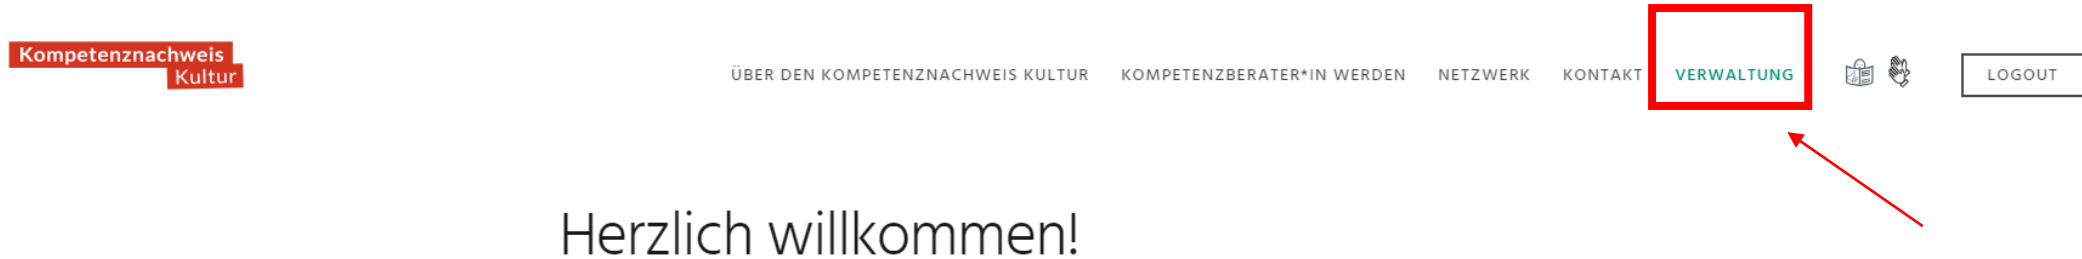 Kompetenznachweis
Kultur
ÜBER DEN KOMPETENZNACHWEIS KULTUR KOMPETENZBERATER*IN WERDEN NETZWERK KONTAKT VERWALTUNG LOGOUT
Herzlich willkommen!